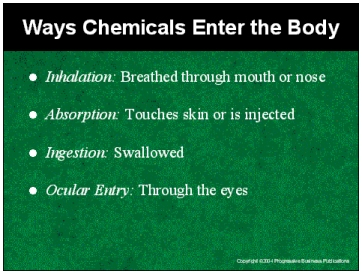 Ways Chemicals Enter the Body
● Inhalation: Breathed through mouth or nose
● Absorption: Touches skin or is injected
● Ingestion: Swallowed
● Ocular Entry: Through the eyes
Copyright ©2004 Progressive Business Publications